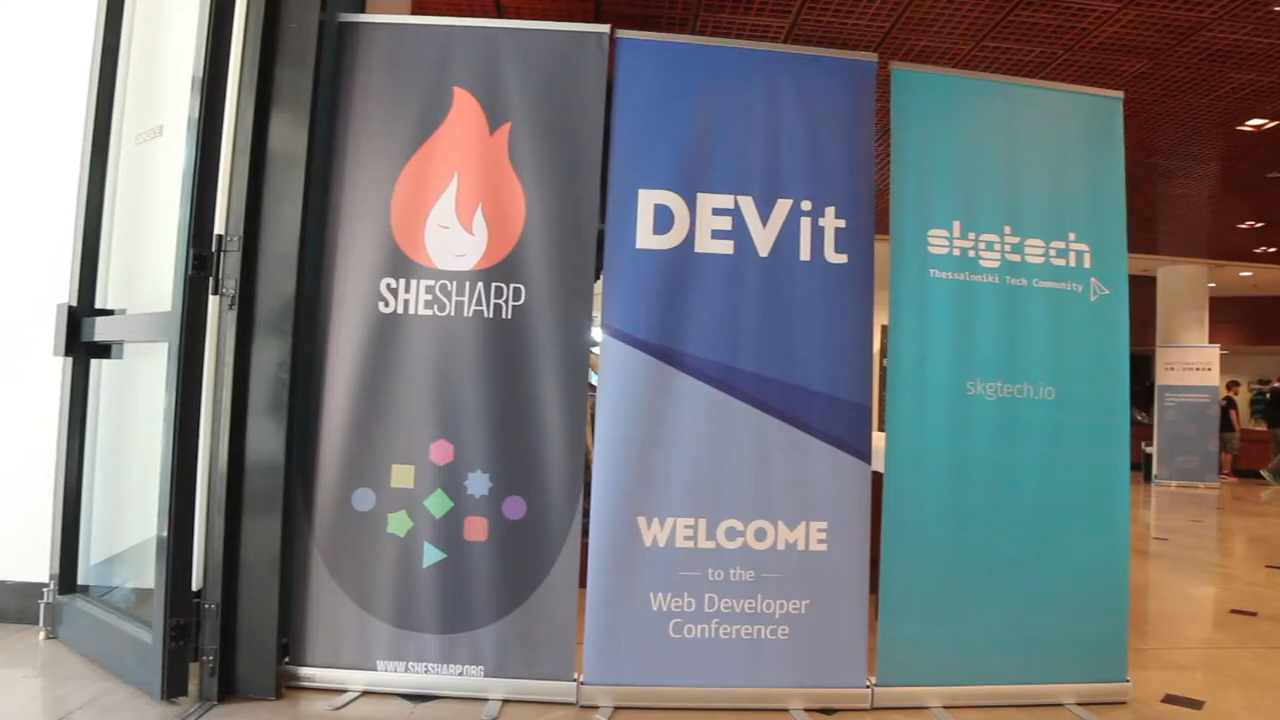 SHESHARP
WWW.SHESHARP.ORG
DEVit
WELCOME
to the
Web Developer
Conference
skgtech
Thessaloniki Tech Community
skgtech.io